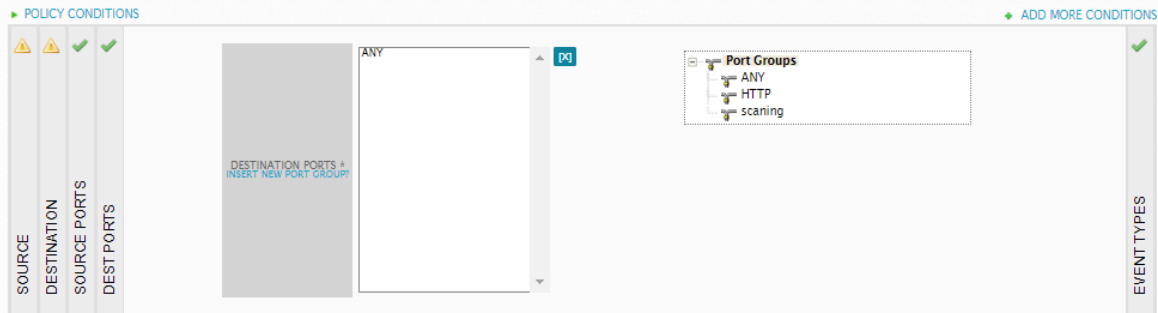 POLICY CONDITIONS
ADD MORE CONDITIONS
SOURCE
DESTINATION
SOURCE PORTS
DEST PORTS
DESTINATION PORTS *
INSERT NEW PORT GROUP?
ANY
[X]
Port Groups
ANY
HTTP
scaning
EVENT TYPES